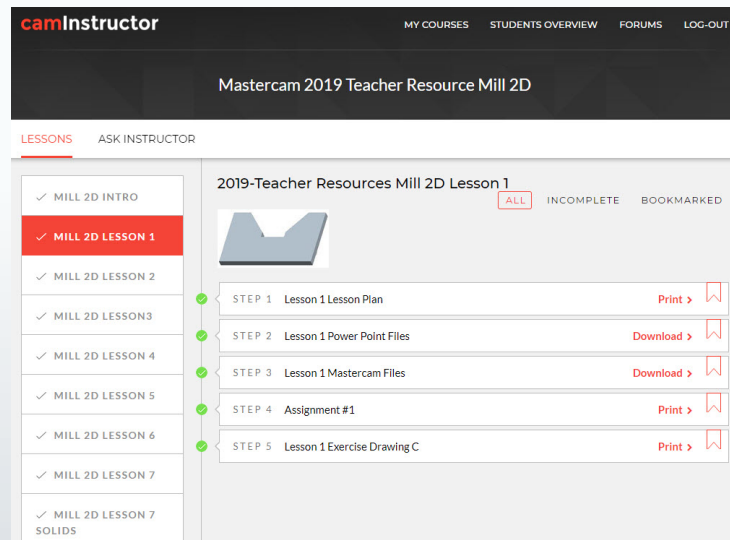 camInstructor
MY COURSES STUDENTS OVERVIEW FORUMS LOG-OUT
Mastercam 2019 Teacher Resource Mill 2D
LESSONS ASK INSTRUCTOR
MILL 2D INTRO
MILL 2D LESSON 1
MILL 2D LESSON 2
MILL 2D LESSON3
MILL 2D LESSON 4
MILL 2D LESSON 5
MILL 2D LESSON 6
MILL 2D LESSON 7
MILL 2D LESSON 7
SOLIDS
2019-Teacher Resources Mill 2D Lesson 1
ALL INCOMPLETE BOOKMARKED
STEP 1 Lesson 1 Lesson Plan Print >
STEP 2 Lesson 1 Power Point Files Download >
STEP 3 Lesson 1 Mastercam Files Download >
STEP 4 Assignment #1 Print >
STEP 5 Lesson 1 Exercise Drawing C Print >